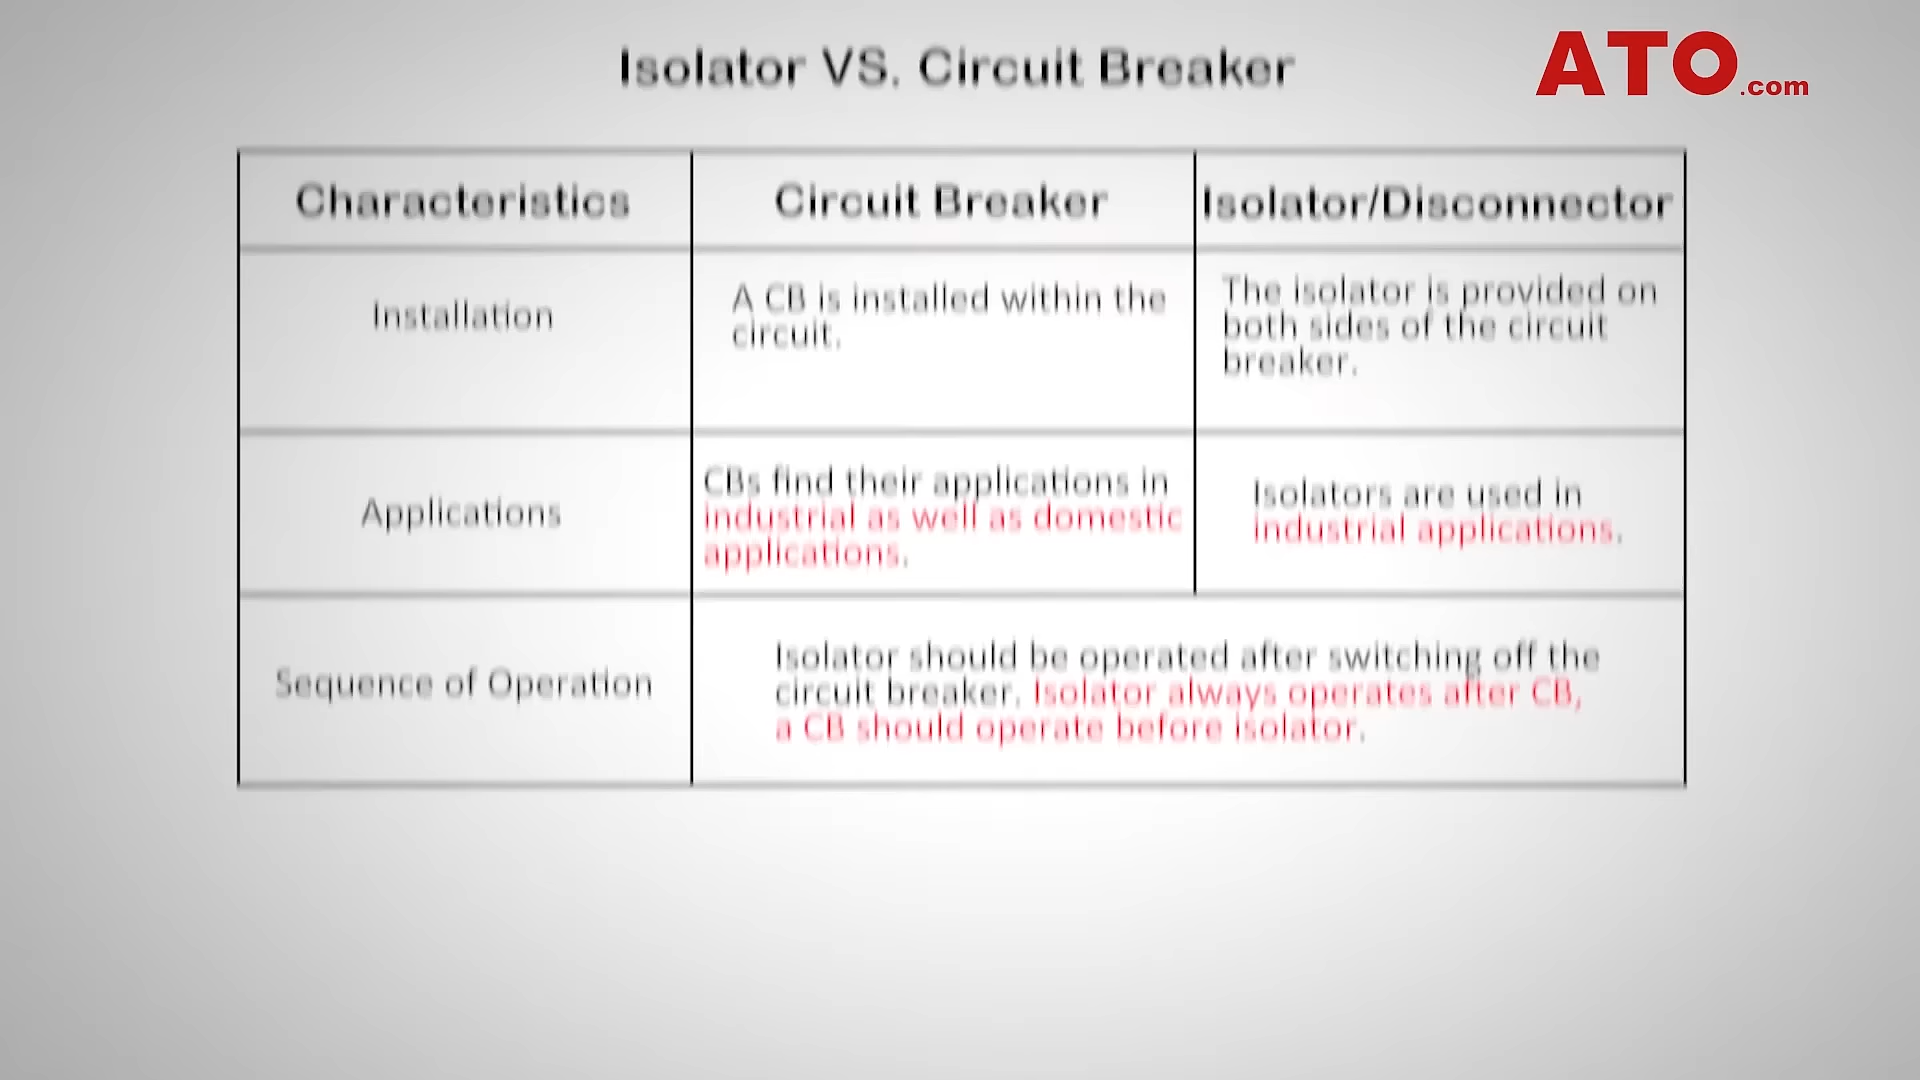 Isolator VS. Circuit Breaker
ATO.com
Characteristics
Circuit Breaker
Isolator/Disconnector
Installation
A CB is installed within the
circuit.
The isolator is provided on
both sides of the circuit
breaker.
Applications
CBs find their applications in
industrial as well as domestic
applications.
Isolators are used in
industrial applications.
Sequence of Operation
Isolator should be operated after switching off the
circuit breaker. Isolator always operates after CB,
a CB should operate before isolator.